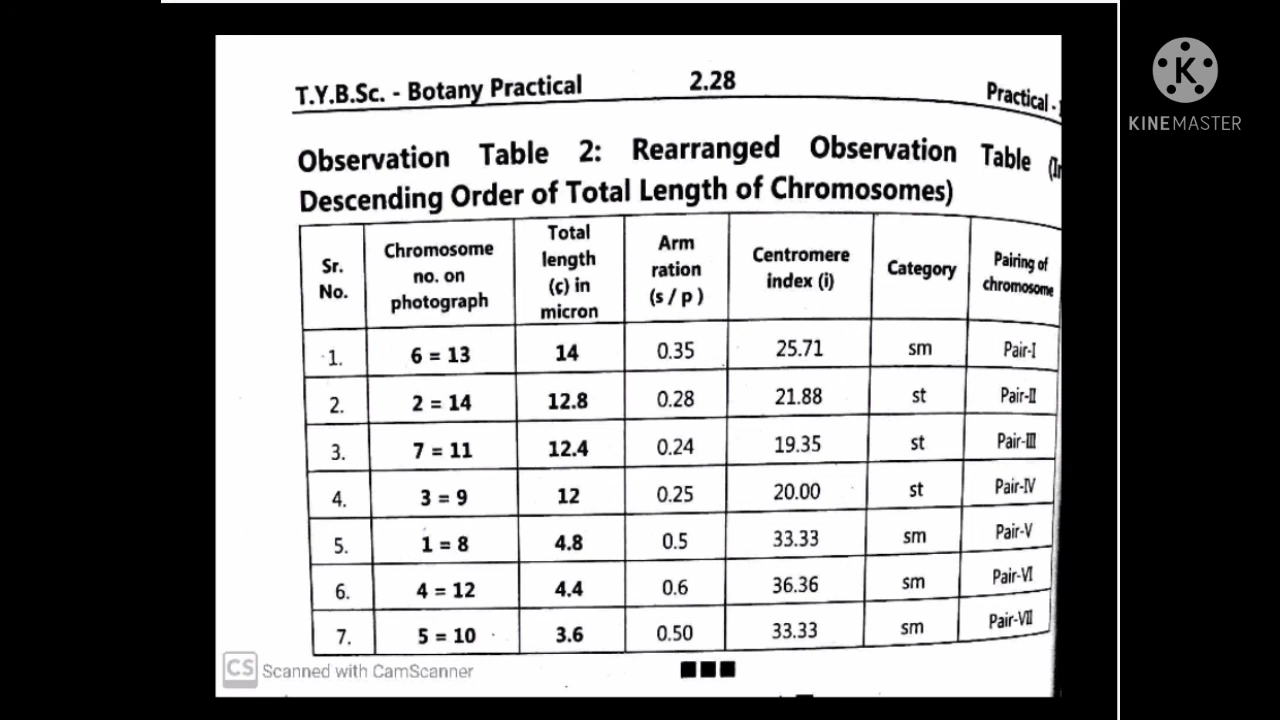 T.Y.B.Sc. - Botany Practical 2.28 Practical -
Observation Table 2: Rearranged Observation Table (In
Descending Order of Total Length of Chromosomes)
Sr. No. Chromosome no. on photograph Total length (c) in micron Arm ration (s / p) Centromere index (i) Category Pairing of chromosome
1. 6 = 13 14 0.35 25.71 sm Pair-I
2. 2 = 14 12.8 0.28 21.88 st Pair-II
3. 7 = 11 12.4 0.24 19.35 st Pair-III
4. 3 = 9 12 0.25 20.00 st Pair-IV
5. 1 = 8 4.8 0.5 33.33 sm Pair-V
6. 4 = 12 4.4 0.6 36.36 sm Pair-VI
7. 5 = 10 3.6 0.50 33.33 sm Pair-VII
CS Scanned with CamScanner
K
KINEMASTER